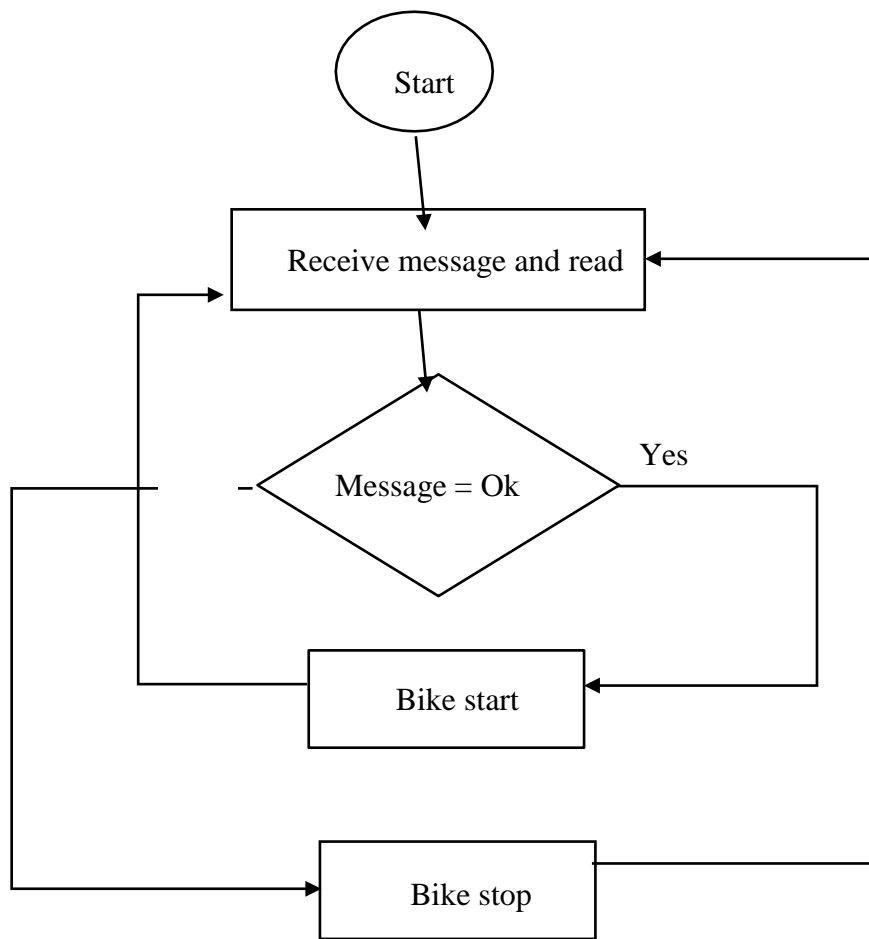 Start
Receive message and read
Yes
Message = Ok
Bike start
Bike stop